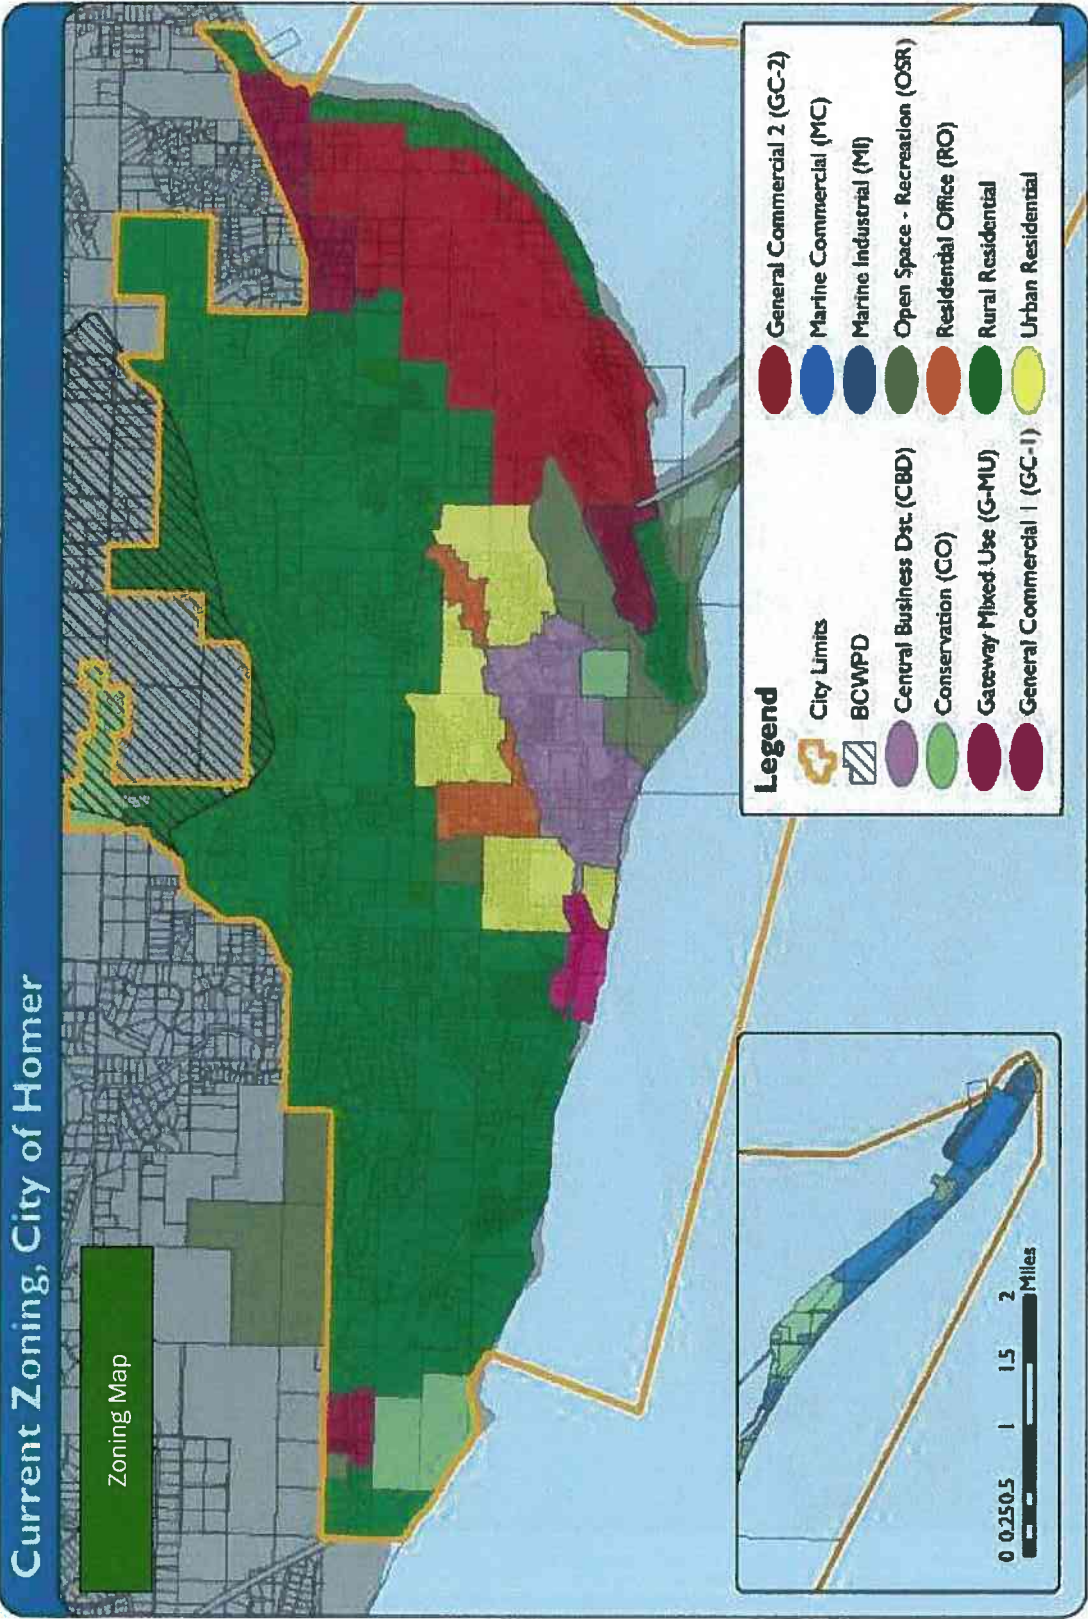 Current Zoning, City of Homer
Zoning Map
Legend
City Limits
BCWPD
Central Business Dst. (CBD)
Conservation (CO)
Gateway Mixed Use (G-MU)
General Commercial 1 (GC-1)
General Commercial 2 (GC-2)
Marine Commercial (MC)
Marine Industrial (MI)
Open Space - Recreation (OSR)
Residential Office (RO)
Rural Residential
Urban Residential
0 0.25 0.5 1 1.5 2
Miles